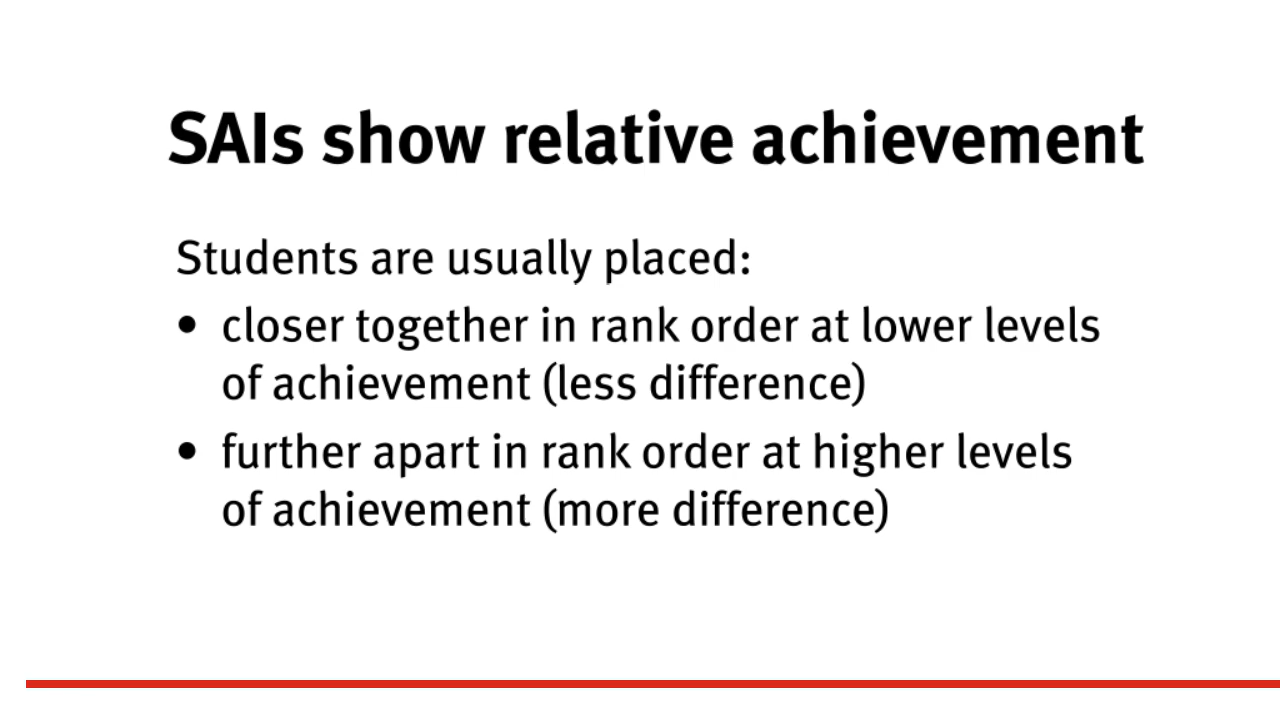 SAIs show relative achievement
Students are usually placed:
• closer together in rank order at lower levels
of achievement (less difference)
• further apart in rank order at higher levels
of achievement (more difference)